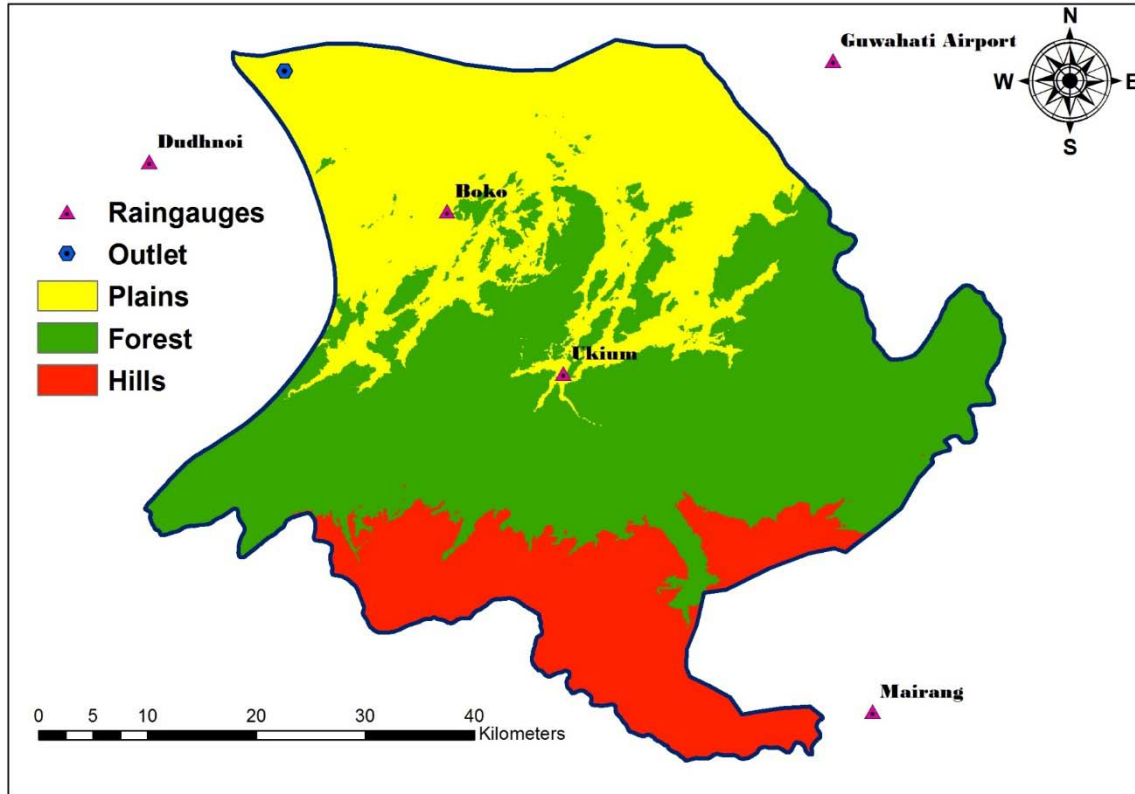 Guwahati Airport
N
W
E
S
Dudhnoi
Boko
Raingauges
Outlet
Plains
Forest
Hills
Ukium
Mairang
0 5 10 20 30 40
Kilometers